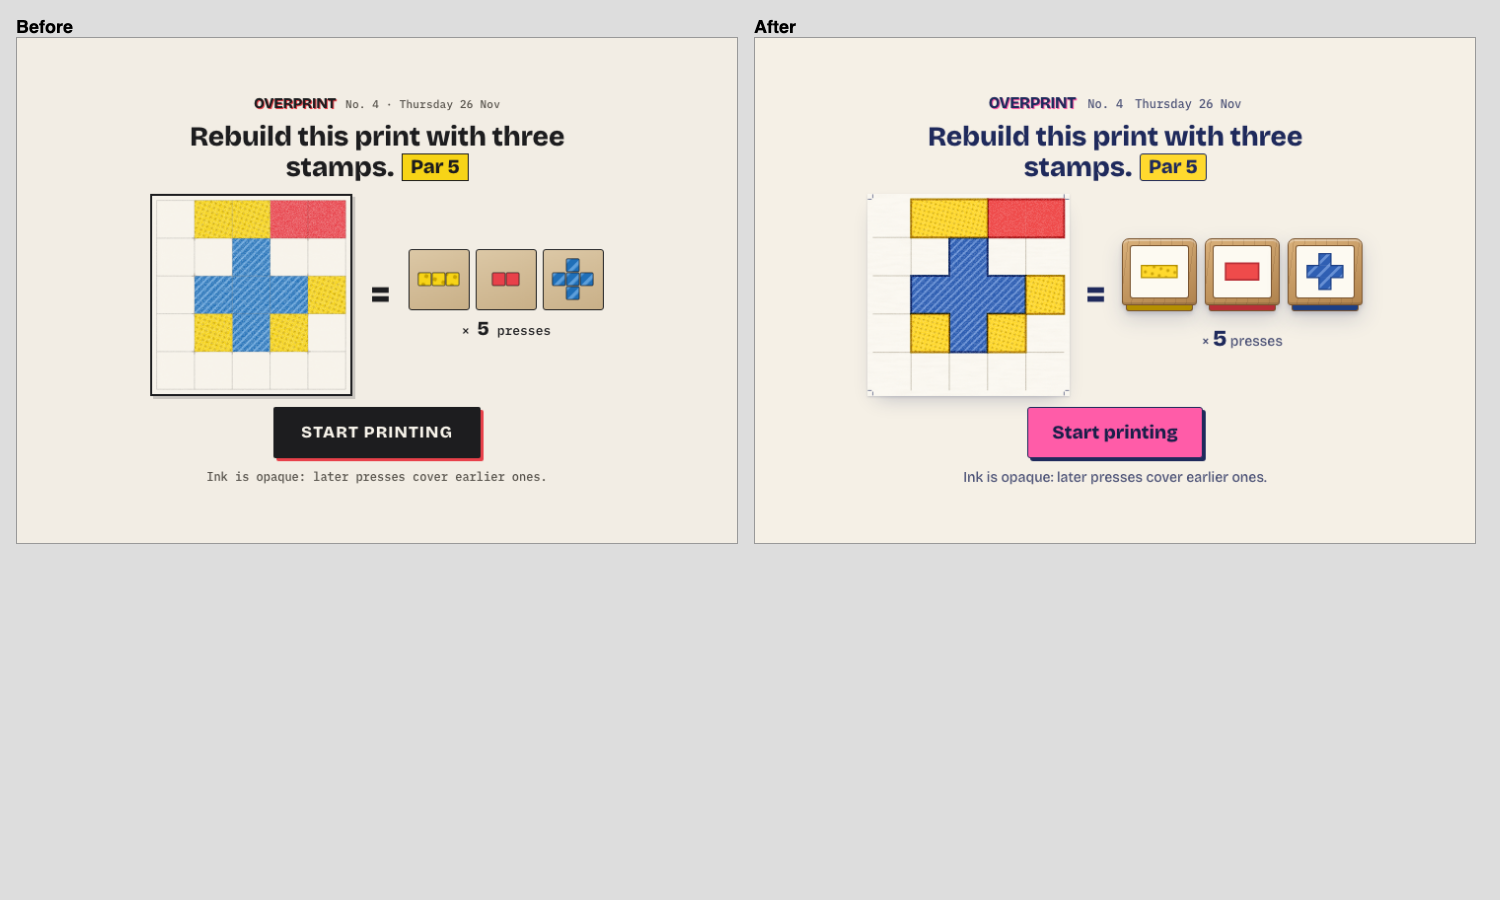 Before
OVERPRINT No. 4 · Thursday 26 Nov
Rebuild this print with three
stamps. Par 5
=
× 5 presses
START PRINTING
Ink is opaque: later presses cover earlier ones.
After
OVERPRINT No. 4 Thursday 26 Nov
Rebuild this print with three
stamps. Par 5
=
× 5 presses
Start printing
Ink is opaque: later presses cover earlier ones.